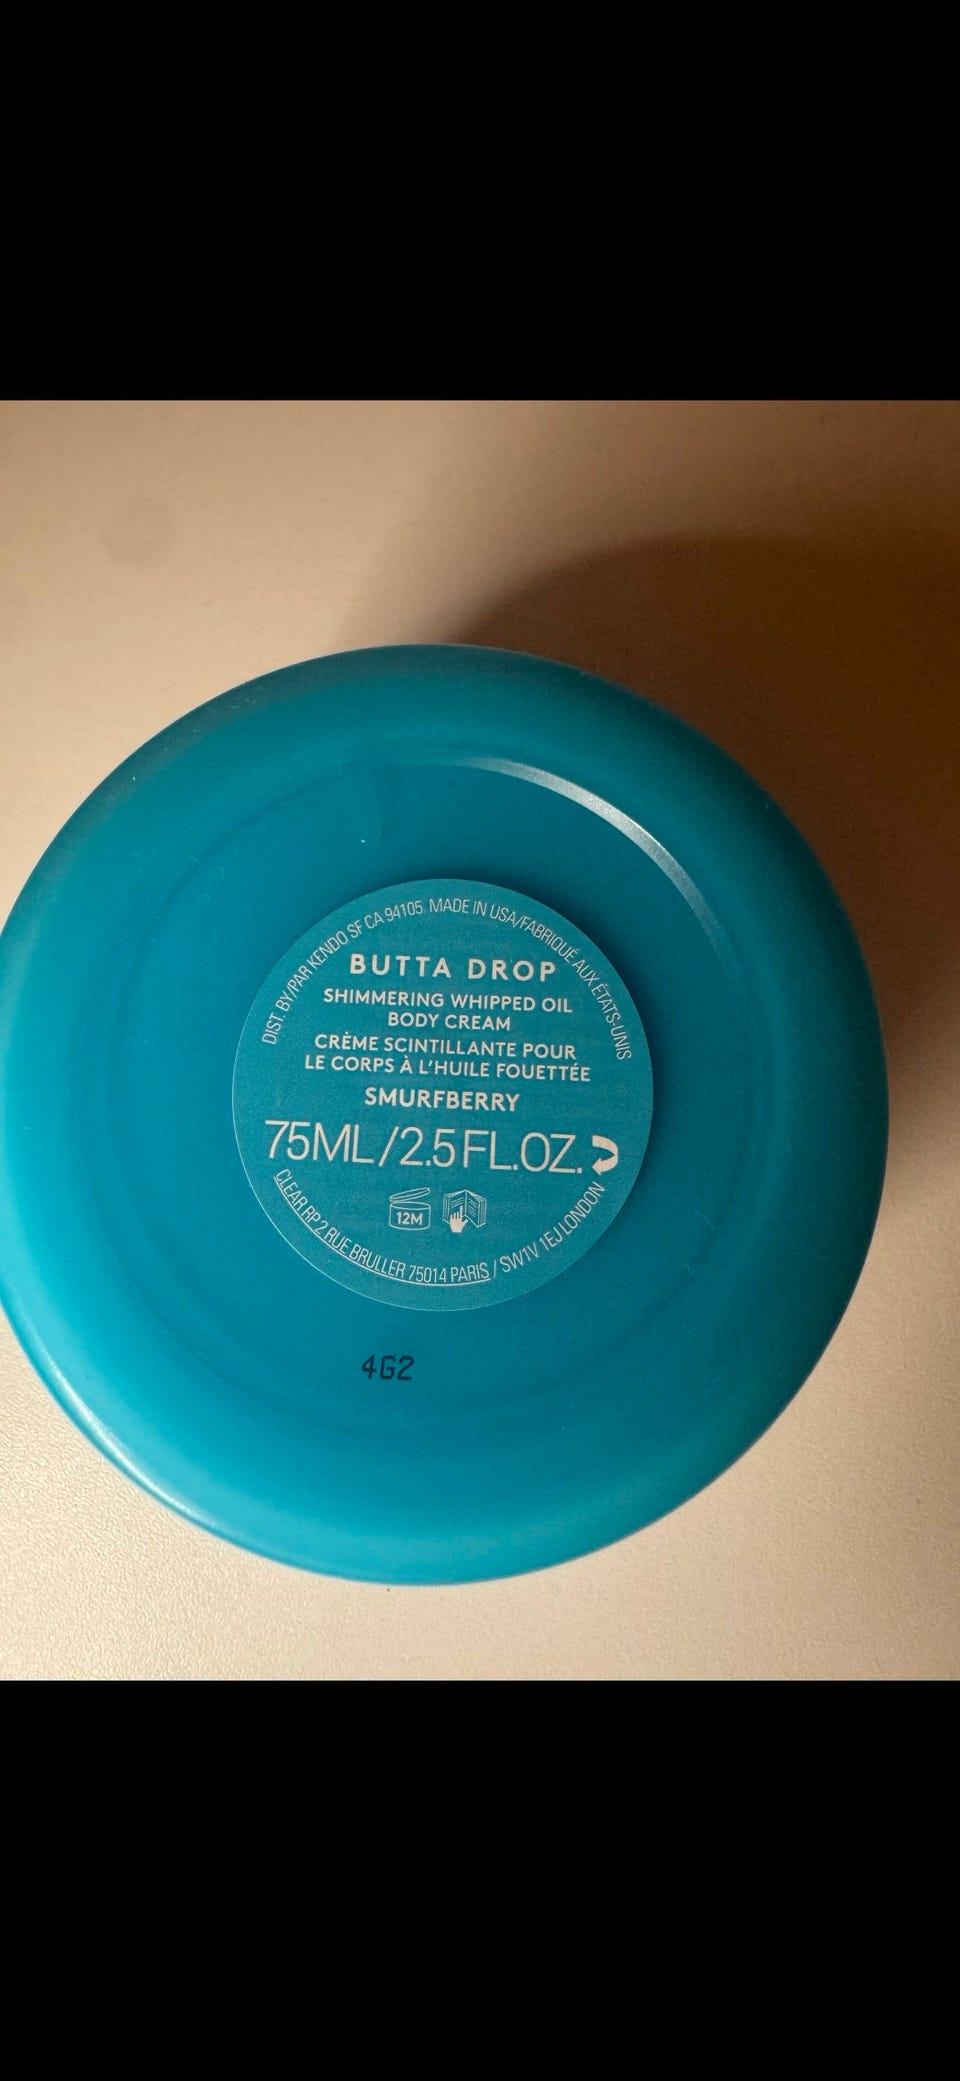 DIST. BY/PAR KENDO SF CA 94105. MADE IN USA/FABRIQUÉ AUX ÉTATS-UNIS
BUTTA DROP
SHIMMERING WHIPPED OIL
BODY CREAM
CRÈME SCINTILLANTE POUR
LE CORPS À L'HUILE FOUETTÉE
SMURFBERRY
75ML/2.5FL.OZ.
12M
CLEAR RP 2 RUE BRULLER 75014 PARIS / SW1V 1EJ LONDON
4G2